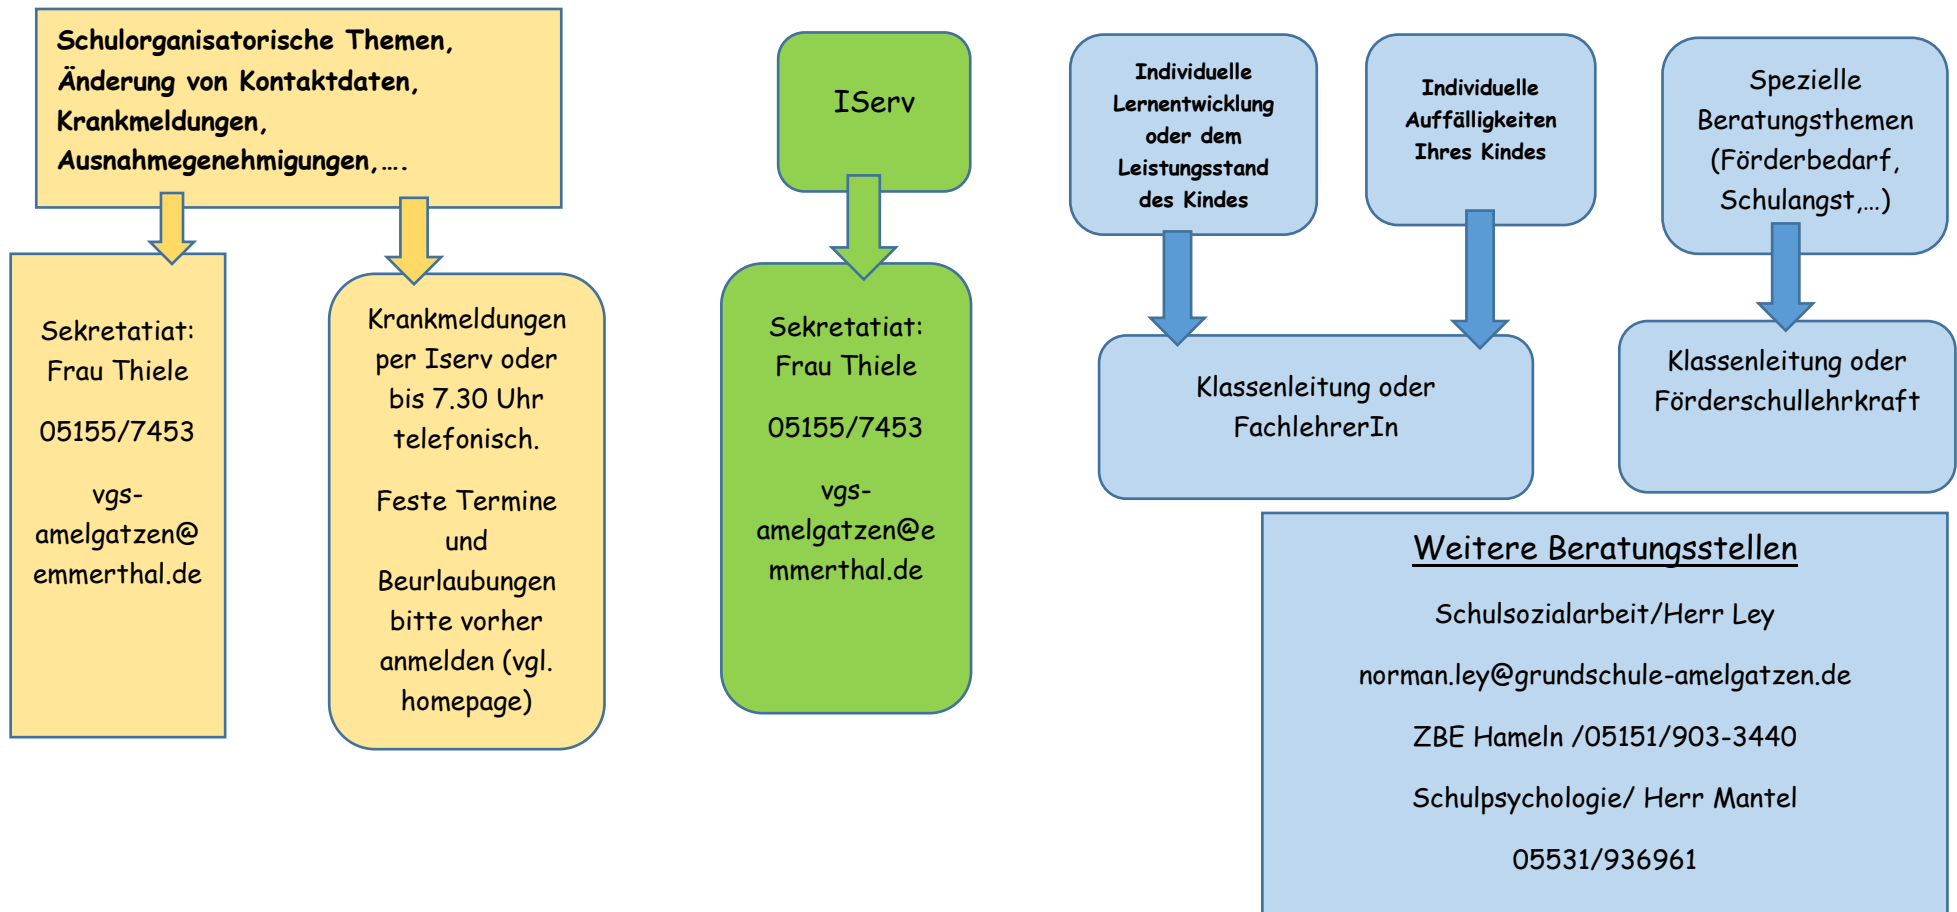 Schulorganisatorische Themen,
Änderung von Kontaktdaten,
Krankmeldungen,
Ausnahmegenehmigungen,….
Sekretatiat:
Frau Thiele
05155/7453
vgs-
amelgatzen@
emmerthal.de
Krankmeldungen
per Iserv oder
bis 7.30 Uhr
telefonisch.
Feste Termine
und
Beurlaubungen
bitte vorher
anmelden (vgl.
homepage)
IServ
Sekretatiat:
Frau Thiele
05155/7453
vgs-
amelgatzen@e
mmerthal.de
Individuelle
Lernentwicklung
oder dem
Leistungsstand
des Kindes
Individuelle
Auffälligkeiten
Ihres Kindes
Klassenleitung oder
FachlehrerIn
Spezielle
Beratungsthemen
(Förderbedarf,
Schulangst,…)
Klassenleitung oder
Förderschullehrkraft
Weitere Beratungsstellen
Schulsozialarbeit/Herr Ley
norman.ley@grundschule-amelgatzen.de
ZBE Hameln /05151/903-3440
Schulpsychologie/ Herr Mantel
05531/936961